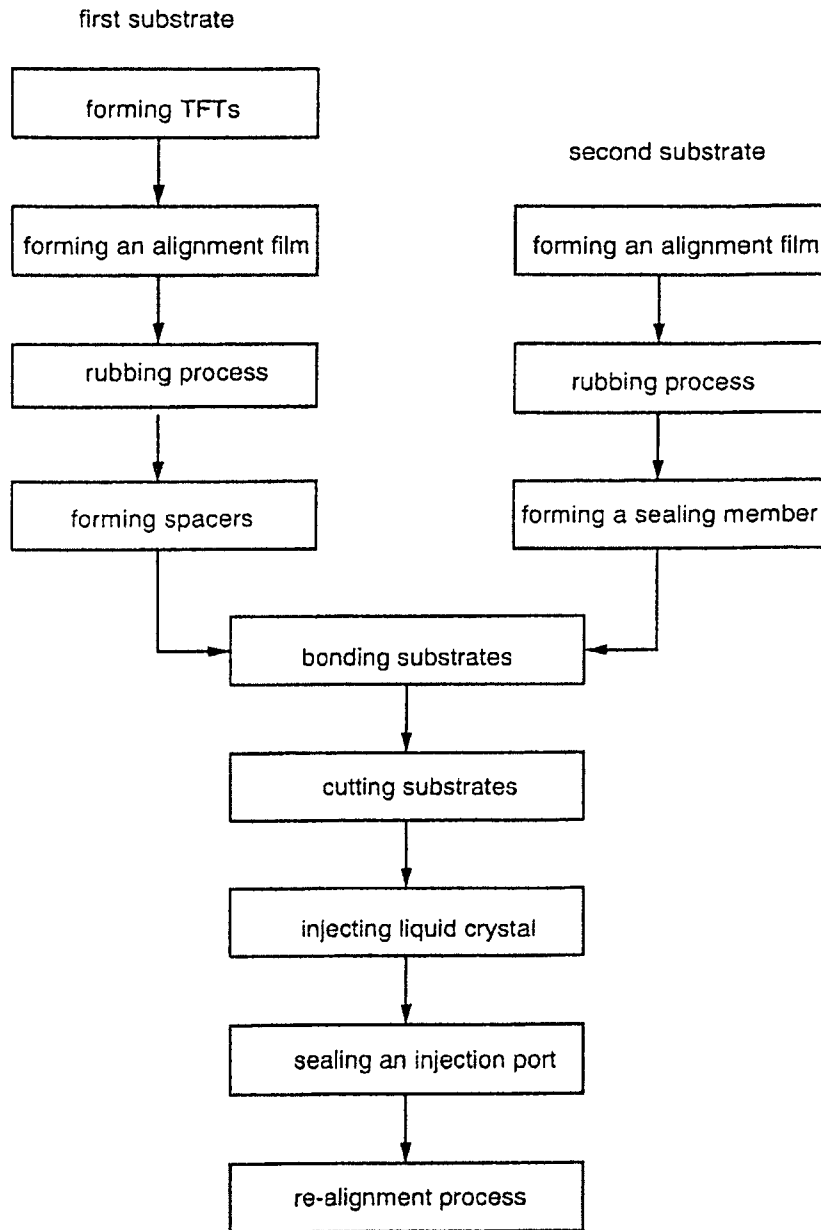 first substrate
forming TFTs
second substrate
forming an alignment film
forming an alignment film
rubbing process
rubbing process
forming spacers
forming a sealing member
bonding substrates
cutting substrates
injecting liquid crystal
sealing an injection port
re-alignment process